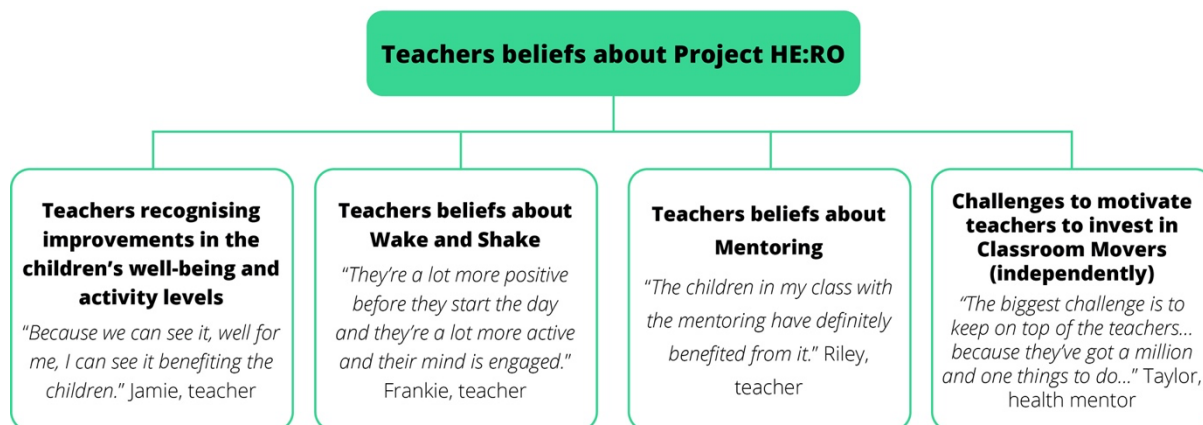 Teachers beliefs about Project HE:RO
Teachers recognising
improvements in the
children’s well-being and
activity levels
“Because we can see it, well for
me, I can see it benefiting the
children.” Jamie, teacher
Teachers beliefs about
Wake and Shake
“They’re a lot more positive
before they start the day
and they’re a lot more active
and their mind is engaged.”
Frankie, teacher
Teachers beliefs about
Mentoring
“The children in my class with
the mentoring have definitely
benefited from it.” Riley,
teacher
Challenges to motivate
teachers to invest in
Classroom Movers
(independently)
“The biggest challenge is to
keep on top of the teachers...
because they’ve got a million
and one things to do...” Taylor,
health mentor